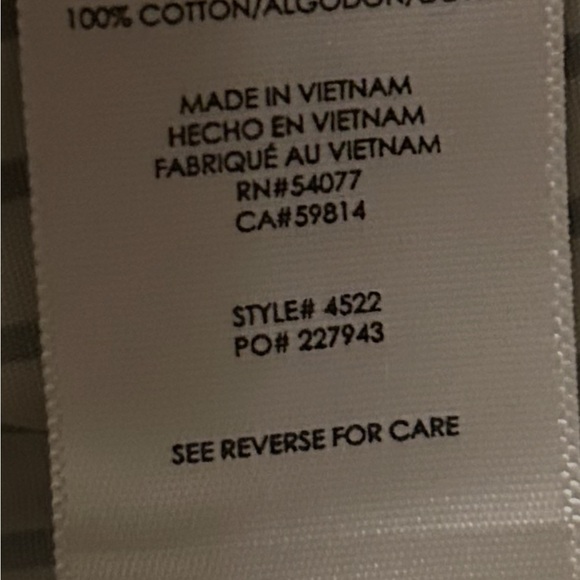 100% COTTON/ALGODON/
MADE IN VIETNAM
HECHO EN VIETNAM
FABRIQUÉ AU VIETNAM
RN#54077
CA#59814
STYLE# 4522
PO# 227943
SEE REVERSE FOR CARE